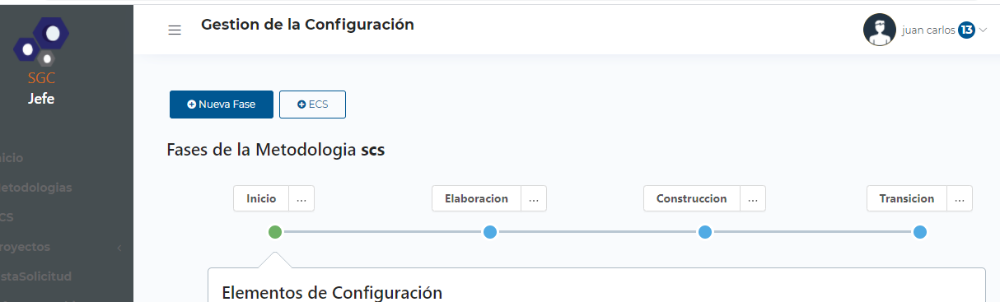 Gestion de la Configuración
juan carlos 13
SGC
Jefe
Nueva Fase
ECS
Fases de la Metodologia scs
Inicio ...
Elaboracion ...
Construccion ...
Transicion ...
Elementos de Configuración
nicio
etodologias
CS
royectos
staSolicitud